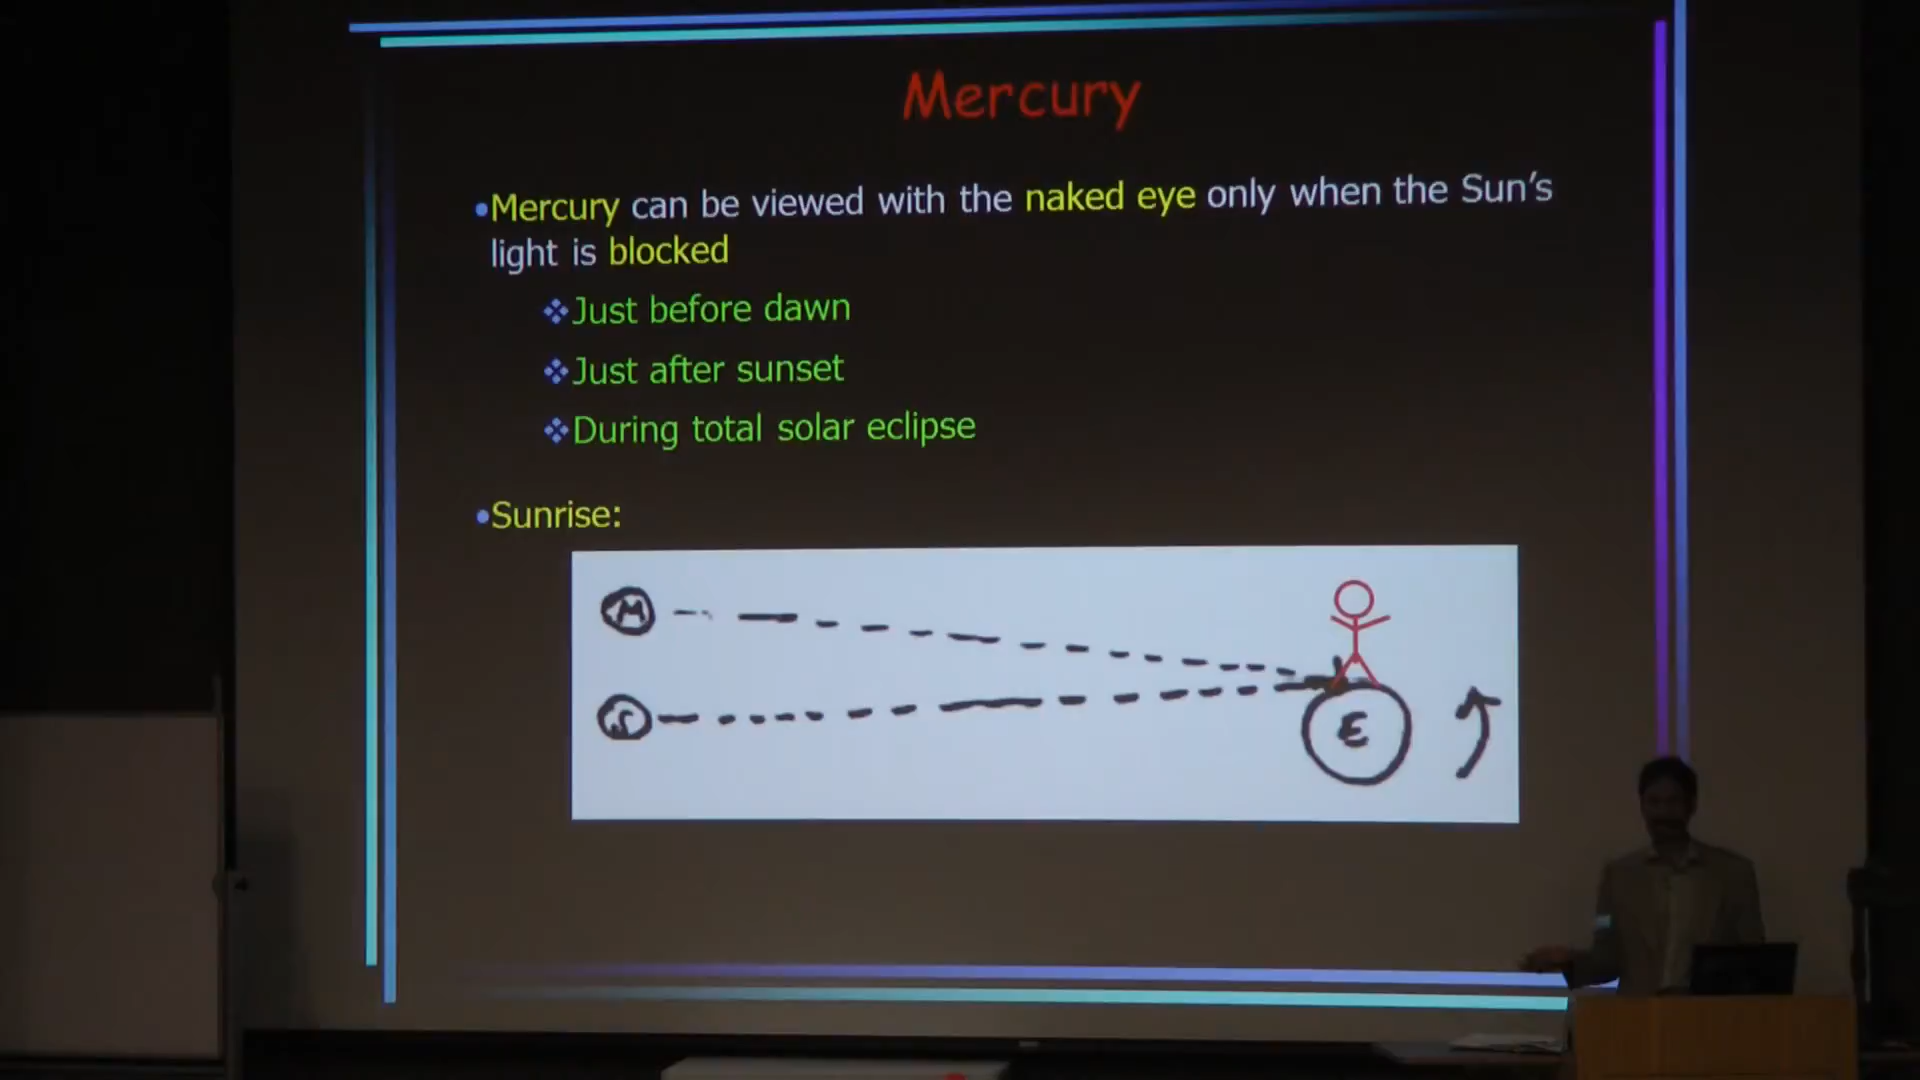 Mercury
•Mercury can be viewed with the naked eye only when the Sun's
light is blocked
❖Just before dawn
❖Just after sunset
❖During total solar eclipse
•Sunrise:
M
S
E